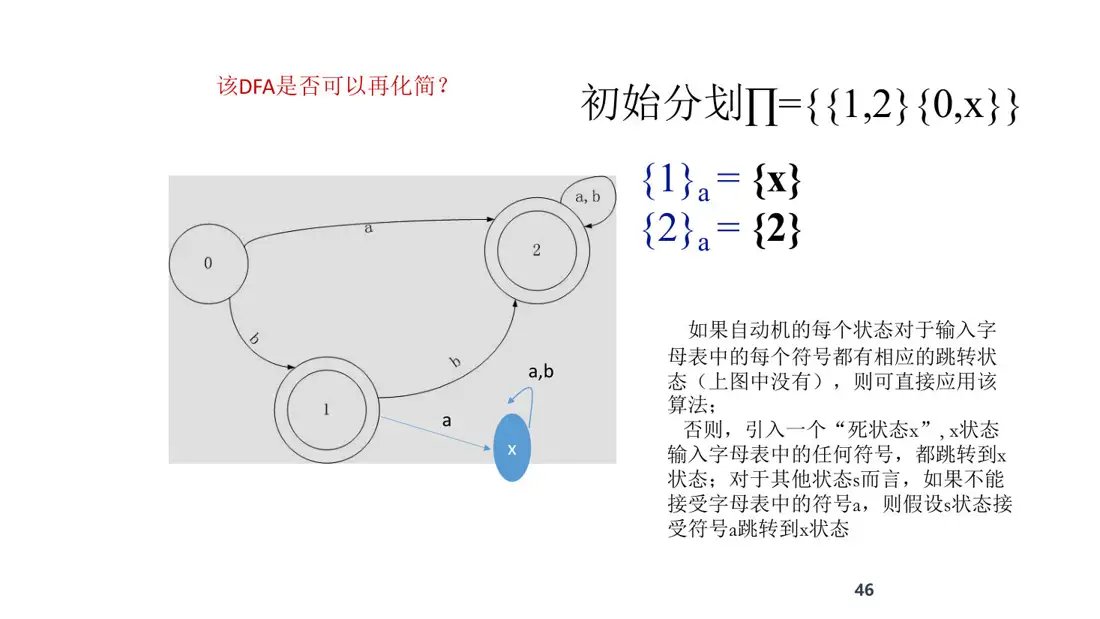 该DFA是否可以再化简？
初始分划∏={{1,2}{0,x}}
{1}a = {x}
{2}a = {2}
a,b
a
2
0
b
b
a,b
1
a
x
如果自动机的每个状态对于输入字
母表中的每个符号都有相应的跳转状
态（上图中没有），则可直接应用该
算法；
否则，引入一个“死状态x”,x状态
输入字母表中的任何符号，都跳转到x
状态；对于其他状态s而言，如果不能
接受字母表中的符号a，则假设s状态接
受符号a跳转到x状态
46